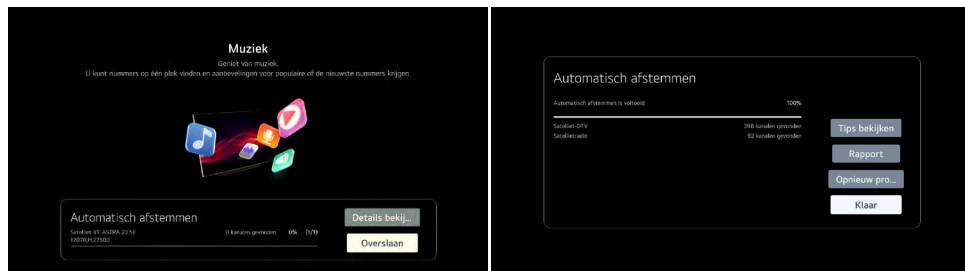 Muziek
Geniet van muziek.
U kunt nummers op één plek vinden en aanbevelingen voor populaire of de nieuwste nummers krijgen.
Automatisch afstemmen
Details bekij...
Satelliet 41: ASTRA 23.5E
0 kanalen gevonden 0% (1/1)
12070,H,27500
Overslaan
Automatisch afstemmen
Automatisch afstemmen is voltooid 100%
Satelliet-DTV 398 kanalen gevonden
Satellietradio 92 kanalen gevonden
Tips bekijken
Rapport
Opnieuw pro...
Klaar